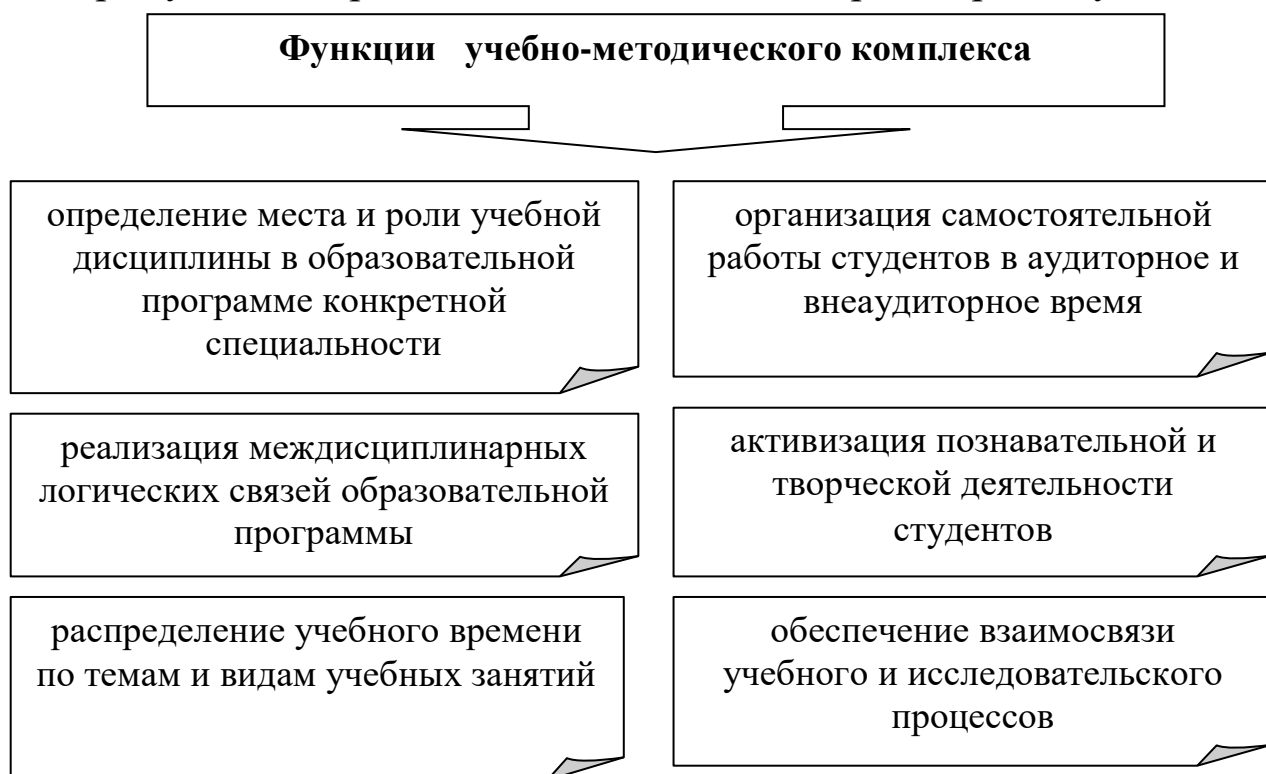 Функции учебно-методического комплекса
определение места и роли учебной
дисциплины в образовательной
программе конкретной
специальности
организация самостоятельной
работы студентов в аудиторное и
внеаудиторное время
реализация междисциплинарных
логических связей образовательной
программы
активизация познавательной и
творческой деятельности
студентов
распределение учебного времени
по темам и видам учебных занятий
обеспечение взаимосвязи
учебного и исследовательского
процессов